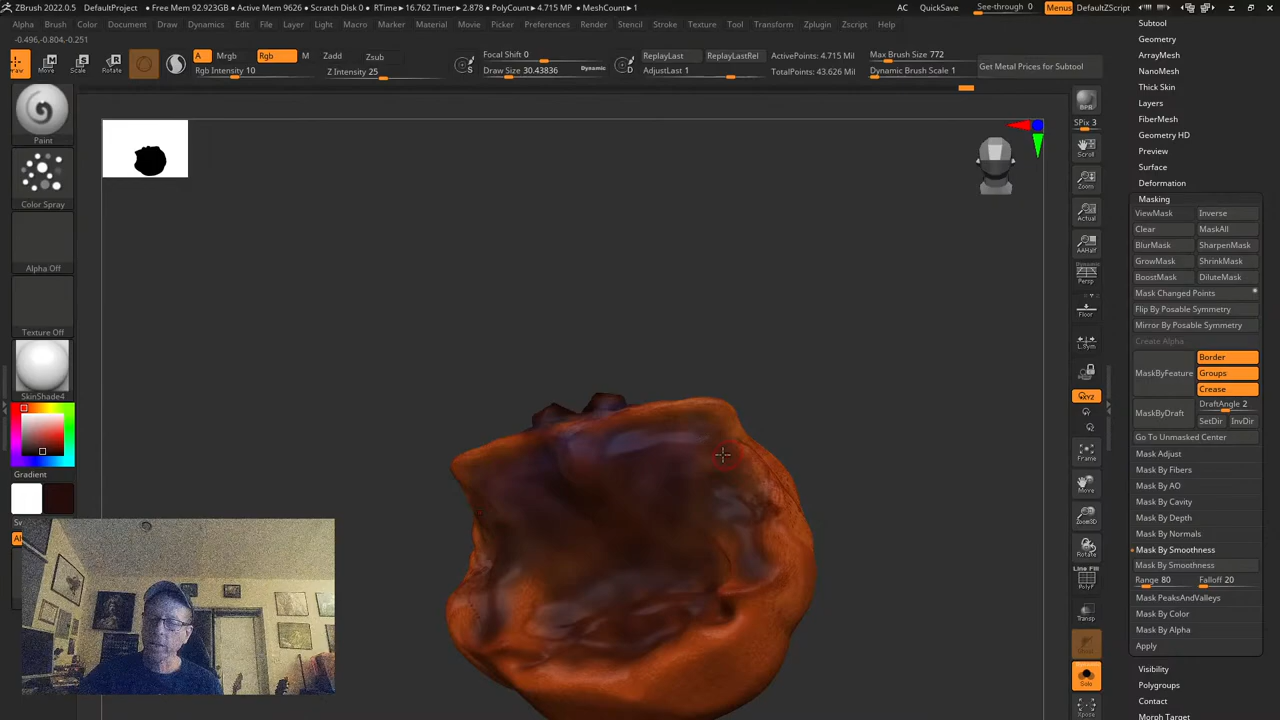 ZBrush 2022.0.5 DefaultProject • Free Mem 92.923GB • Active Mem 9626 • Scratch Disk 0 • RTime▸16.762 Timer▸2.878 • PolyCount▸4.715 MP • MeshCount▸1 AC QuickSave See-through 0 Menus DefaultZScript
Alpha Brush Color Document Draw Dynamics Edit File Layer Light Macro Marker Material Movie Picker Preferences Render Stencil Stroke Texture Tool Transform Zplugin Zscript Help
-0.496,-0.804,-0.251
Draw Move Scale Rotate
A Mrgb Rgb M Zadd Zsub
Rgb Intensity 10 Z Intensity 25
Focal Shift 0
Draw Size 30.43836 Dynamic
S
D
ReplayLast ReplayLastRel
AdjustLast 1
ActivePoints: 4.715 Mil
TotalPoints: 43.626 Mil
Max Brush Size 772
Dynamic Brush Scale 1
Get Metal Prices for Subtool
Paint
Color Spray
Alpha Off
Texture Off
SkinShade4
Gradient
BPR
SPix 3
Scroll
Zoom
Actual
AAHalf
Dynamic
Persp
Floor
L.Sym
XYZ
Frame
Move
Zoom3D
Rotate
Line Fill
PolyF
Transp
Solo
Xpose
Subtool
Geometry
ArrayMesh
NanoMesh
Thick Skin
Layers
FiberMesh
Geometry HD
Preview
Surface
Deformation
Masking
ViewMask Inverse
Clear MaskAll
BlurMask SharpenMask
GrowMask ShrinkMask
BoostMask DiluteMask
Mask Changed Points
Flip By Posable Symmetry
Mirror By Posable Symmetry
Create Alpha
MaskByFeature Border
Groups
Crease
MaskByDraft DraftAngle 2
SetDir InvDir
Go To Unmasked Center
Mask Adjust
Mask By Fibers
Mask By AO
Mask By Cavity
Mask By Depth
Mask By Normals
Mask By Smoothness
Mask By Smoothness
Range 80 Falloff 20
Mask PeaksAndValleys
Mask By Color
Mask By Alpha
Apply
Visibility
Polygroups
Contact
Morph Target